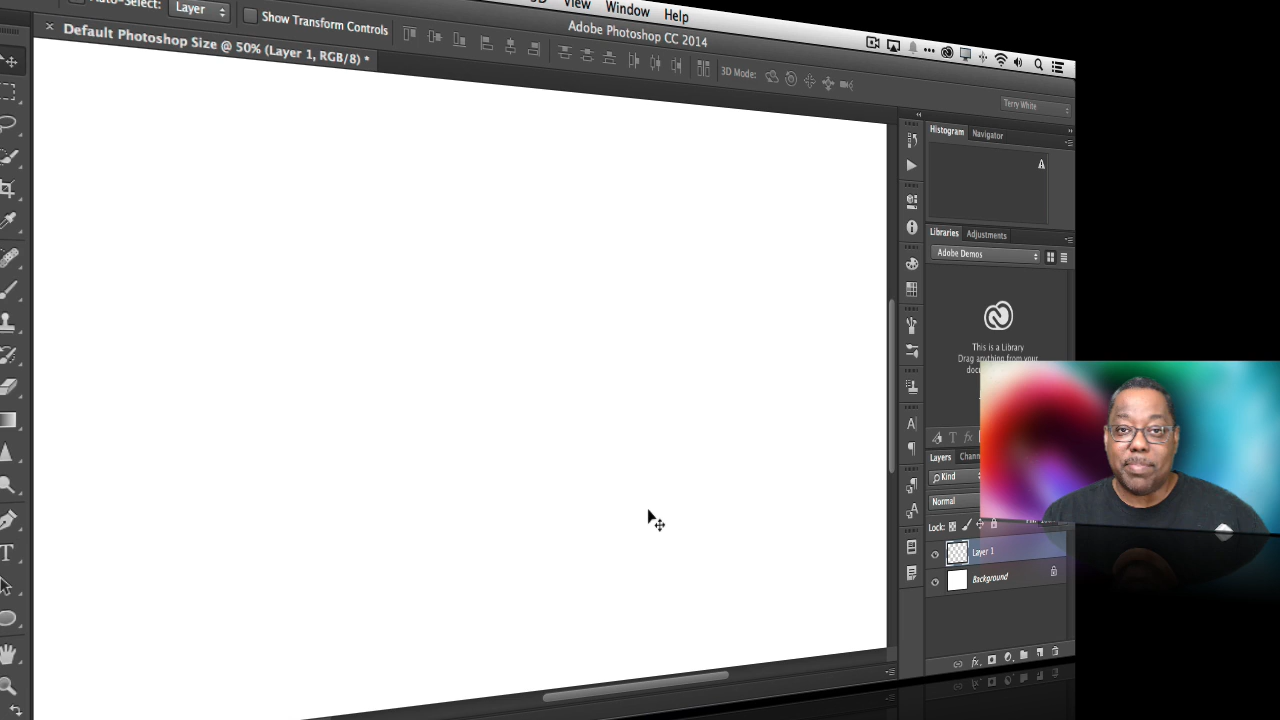 View Window Help
Auto-Select: Layer Show Transform Controls
Adobe Photoshop CC 2014
3D Mode:
Default Photoshop Size @ 50% (Layer 1, RGB/8) *
Terry White
Histogram Navigator
Libraries Adjustments
Adobe Demos
This is a Library
Drag anything from your
Layers
Kind
Normal
Lock:
Layer 1
Background